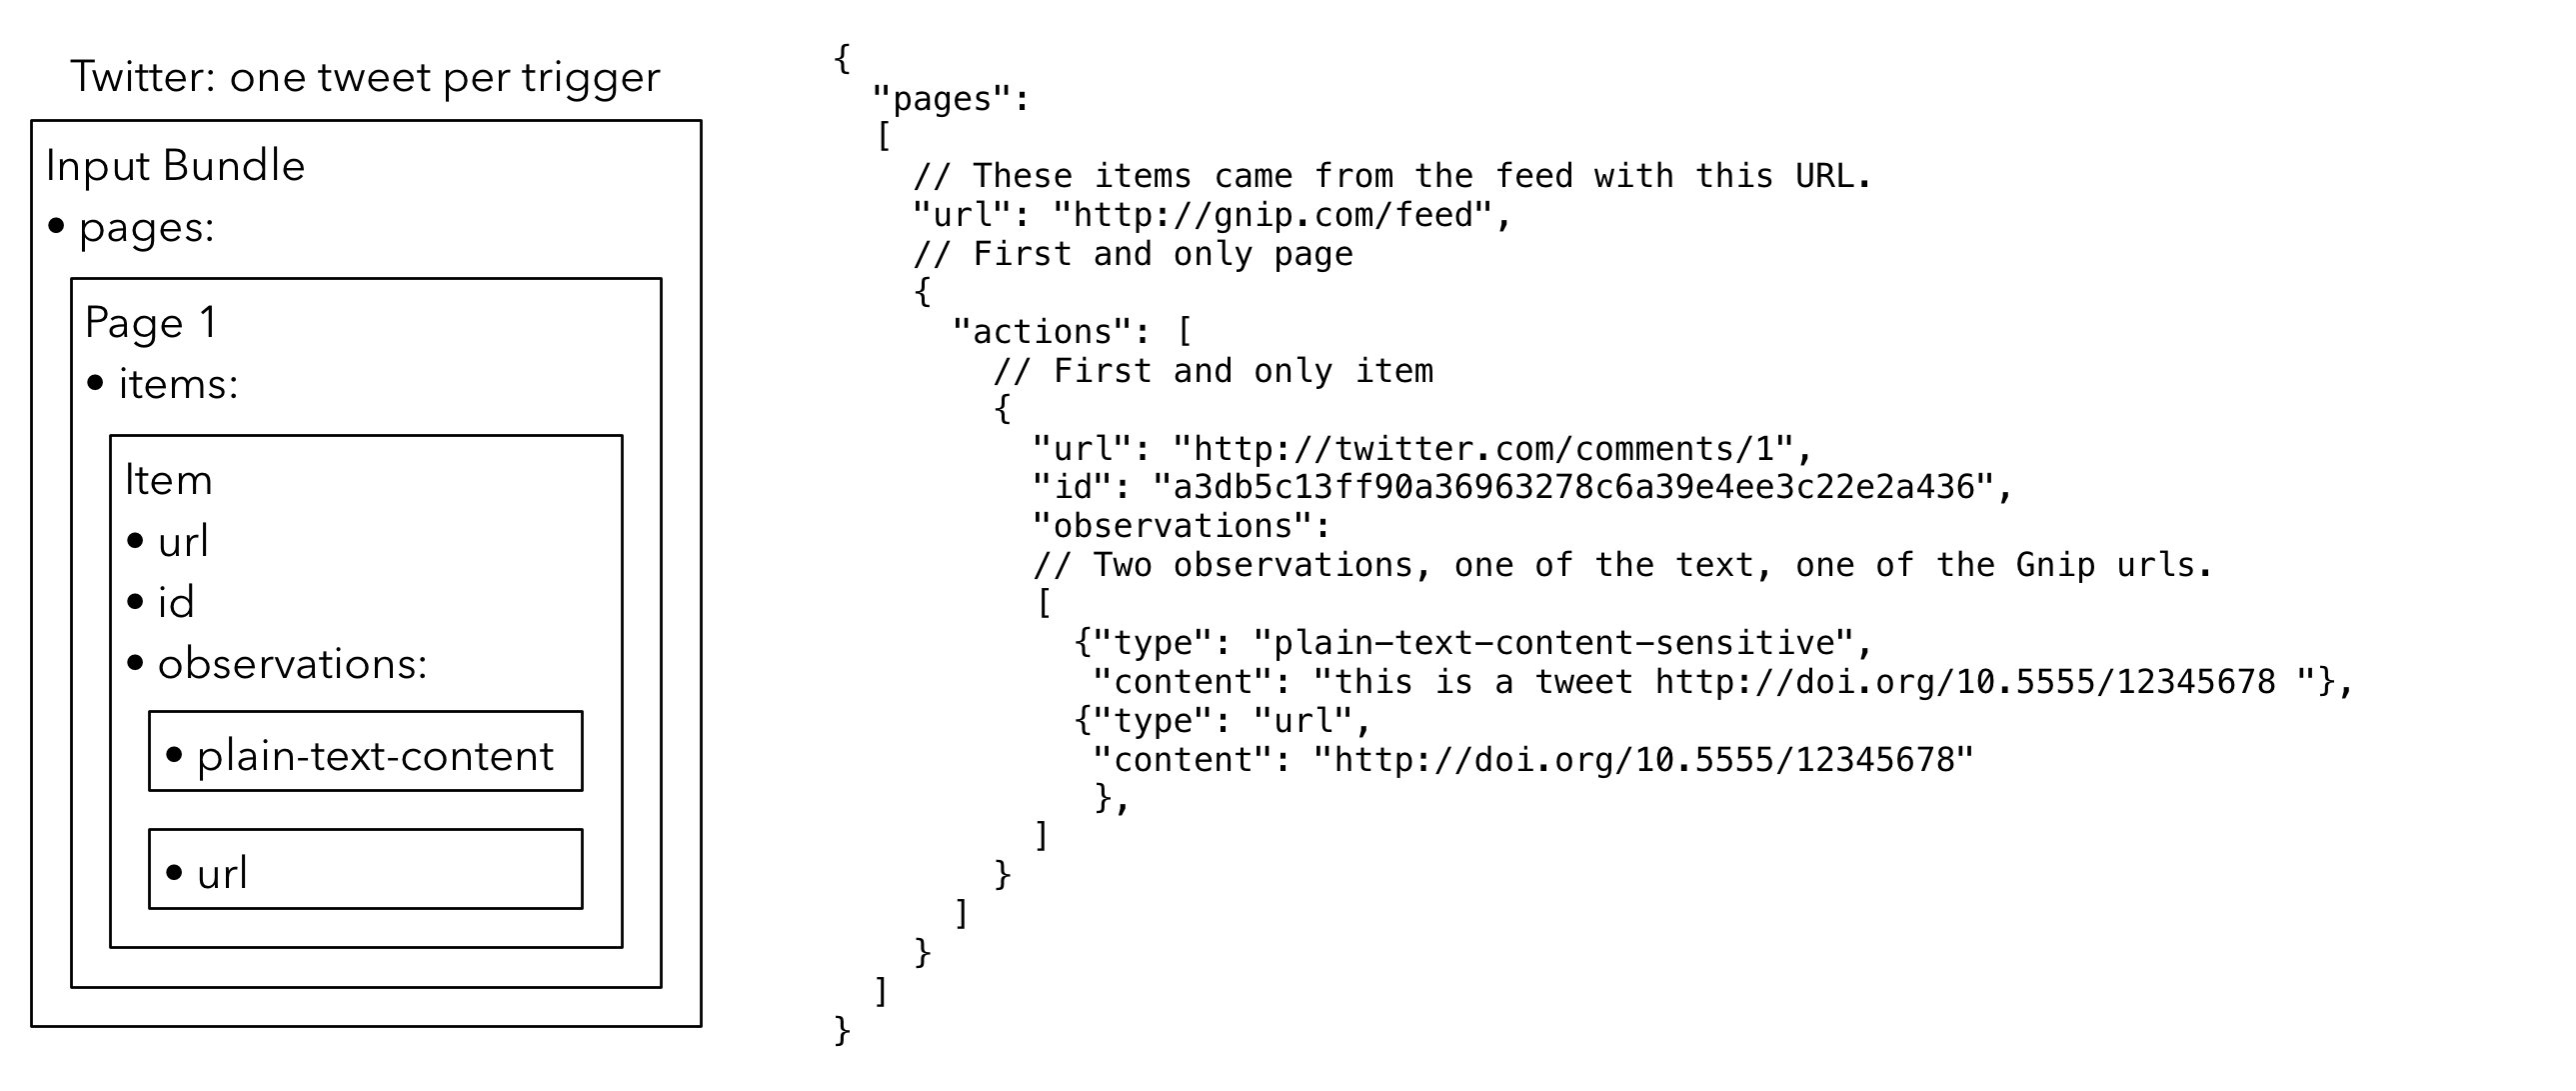 Twitter: one tweet per trigger
Input Bundle
• pages:
Page 1
• items:
Item
• url
• id
• observations:
• plain-text-content
• url
{
  "pages":
  [
    // These items came from the feed with this URL.
    "url": "http://gnip.com/feed",
    // First and only page
    {
      "actions": [
        // First and only item
        {
          "url": "http://twitter.com/comments/1",
          "id": "a3db5c13ff90a36963278c6a39e4ee3c22e2a436",
          "observations":
          // Two observations, one of the text, one of the Gnip urls.
          [
            {"type": "plain-text-content-sensitive",
             "content": "this is a tweet http://doi.org/10.5555/12345678 "},
            {"type": "url",
             "content": "http://doi.org/10.5555/12345678"
             },
          ]
        }
      ]
    }
  ]
}